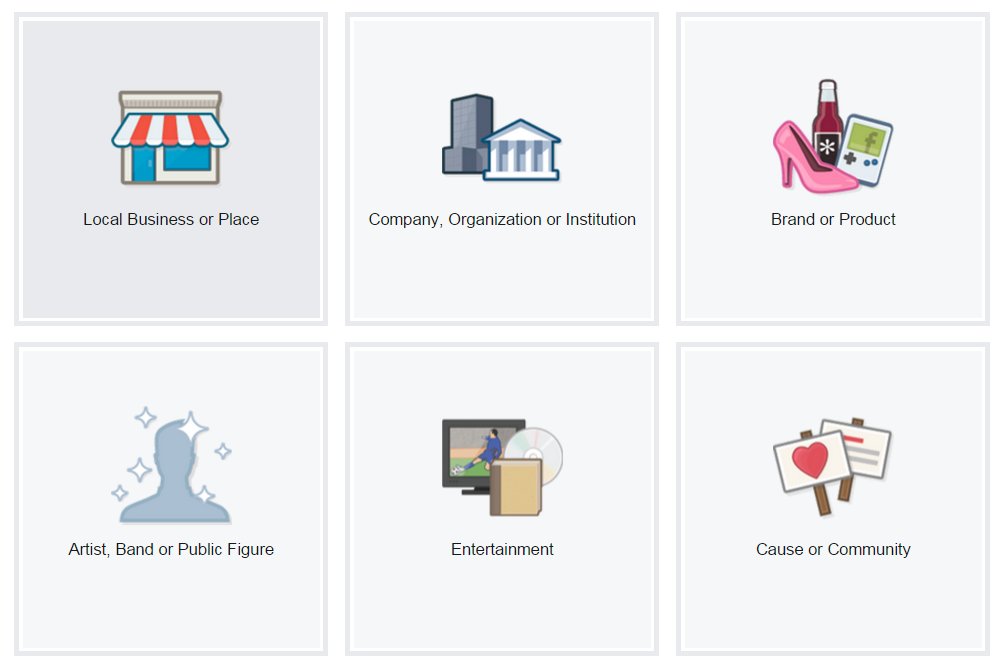 Local Business or Place
Company, Organization or Institution
Brand or Product
Artist, Band or Public Figure
Entertainment
Cause or Community